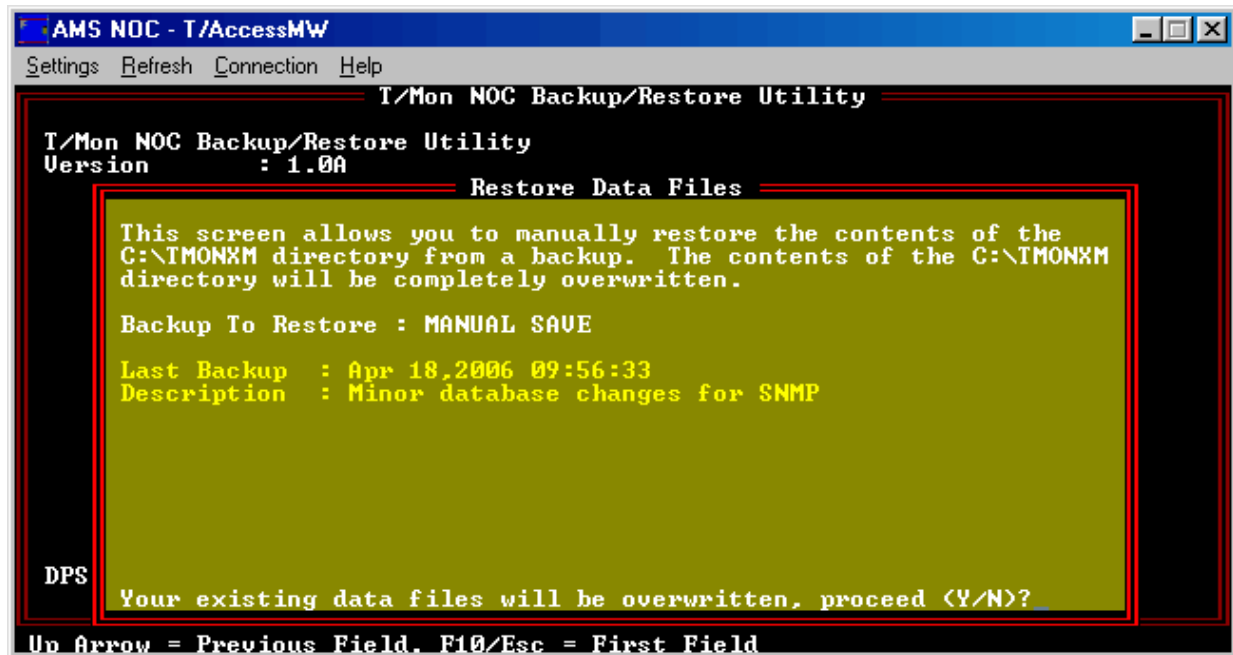 AMS NOC - T/AccessMW
Settings Refresh Connection Help
T/Mon NOC Backup/Restore Utility
T/Mon NOC Backup/Restore Utility
Version : 1.0A
Restore Data Files
This screen allows you to manually restore the contents of the
C:\TMONXM directory from a backup. The contents of the C:\TMONXM
directory will be completely overwritten.
Backup To Restore : MANUAL SAVE
Last Backup : Apr 18,2006 09:56:33
Description : Minor database changes for SNMP
DPS
Your existing data files will be overwritten, proceed (Y/N)?_
Up Arrow = Previous Field, F10/Esc = First Field